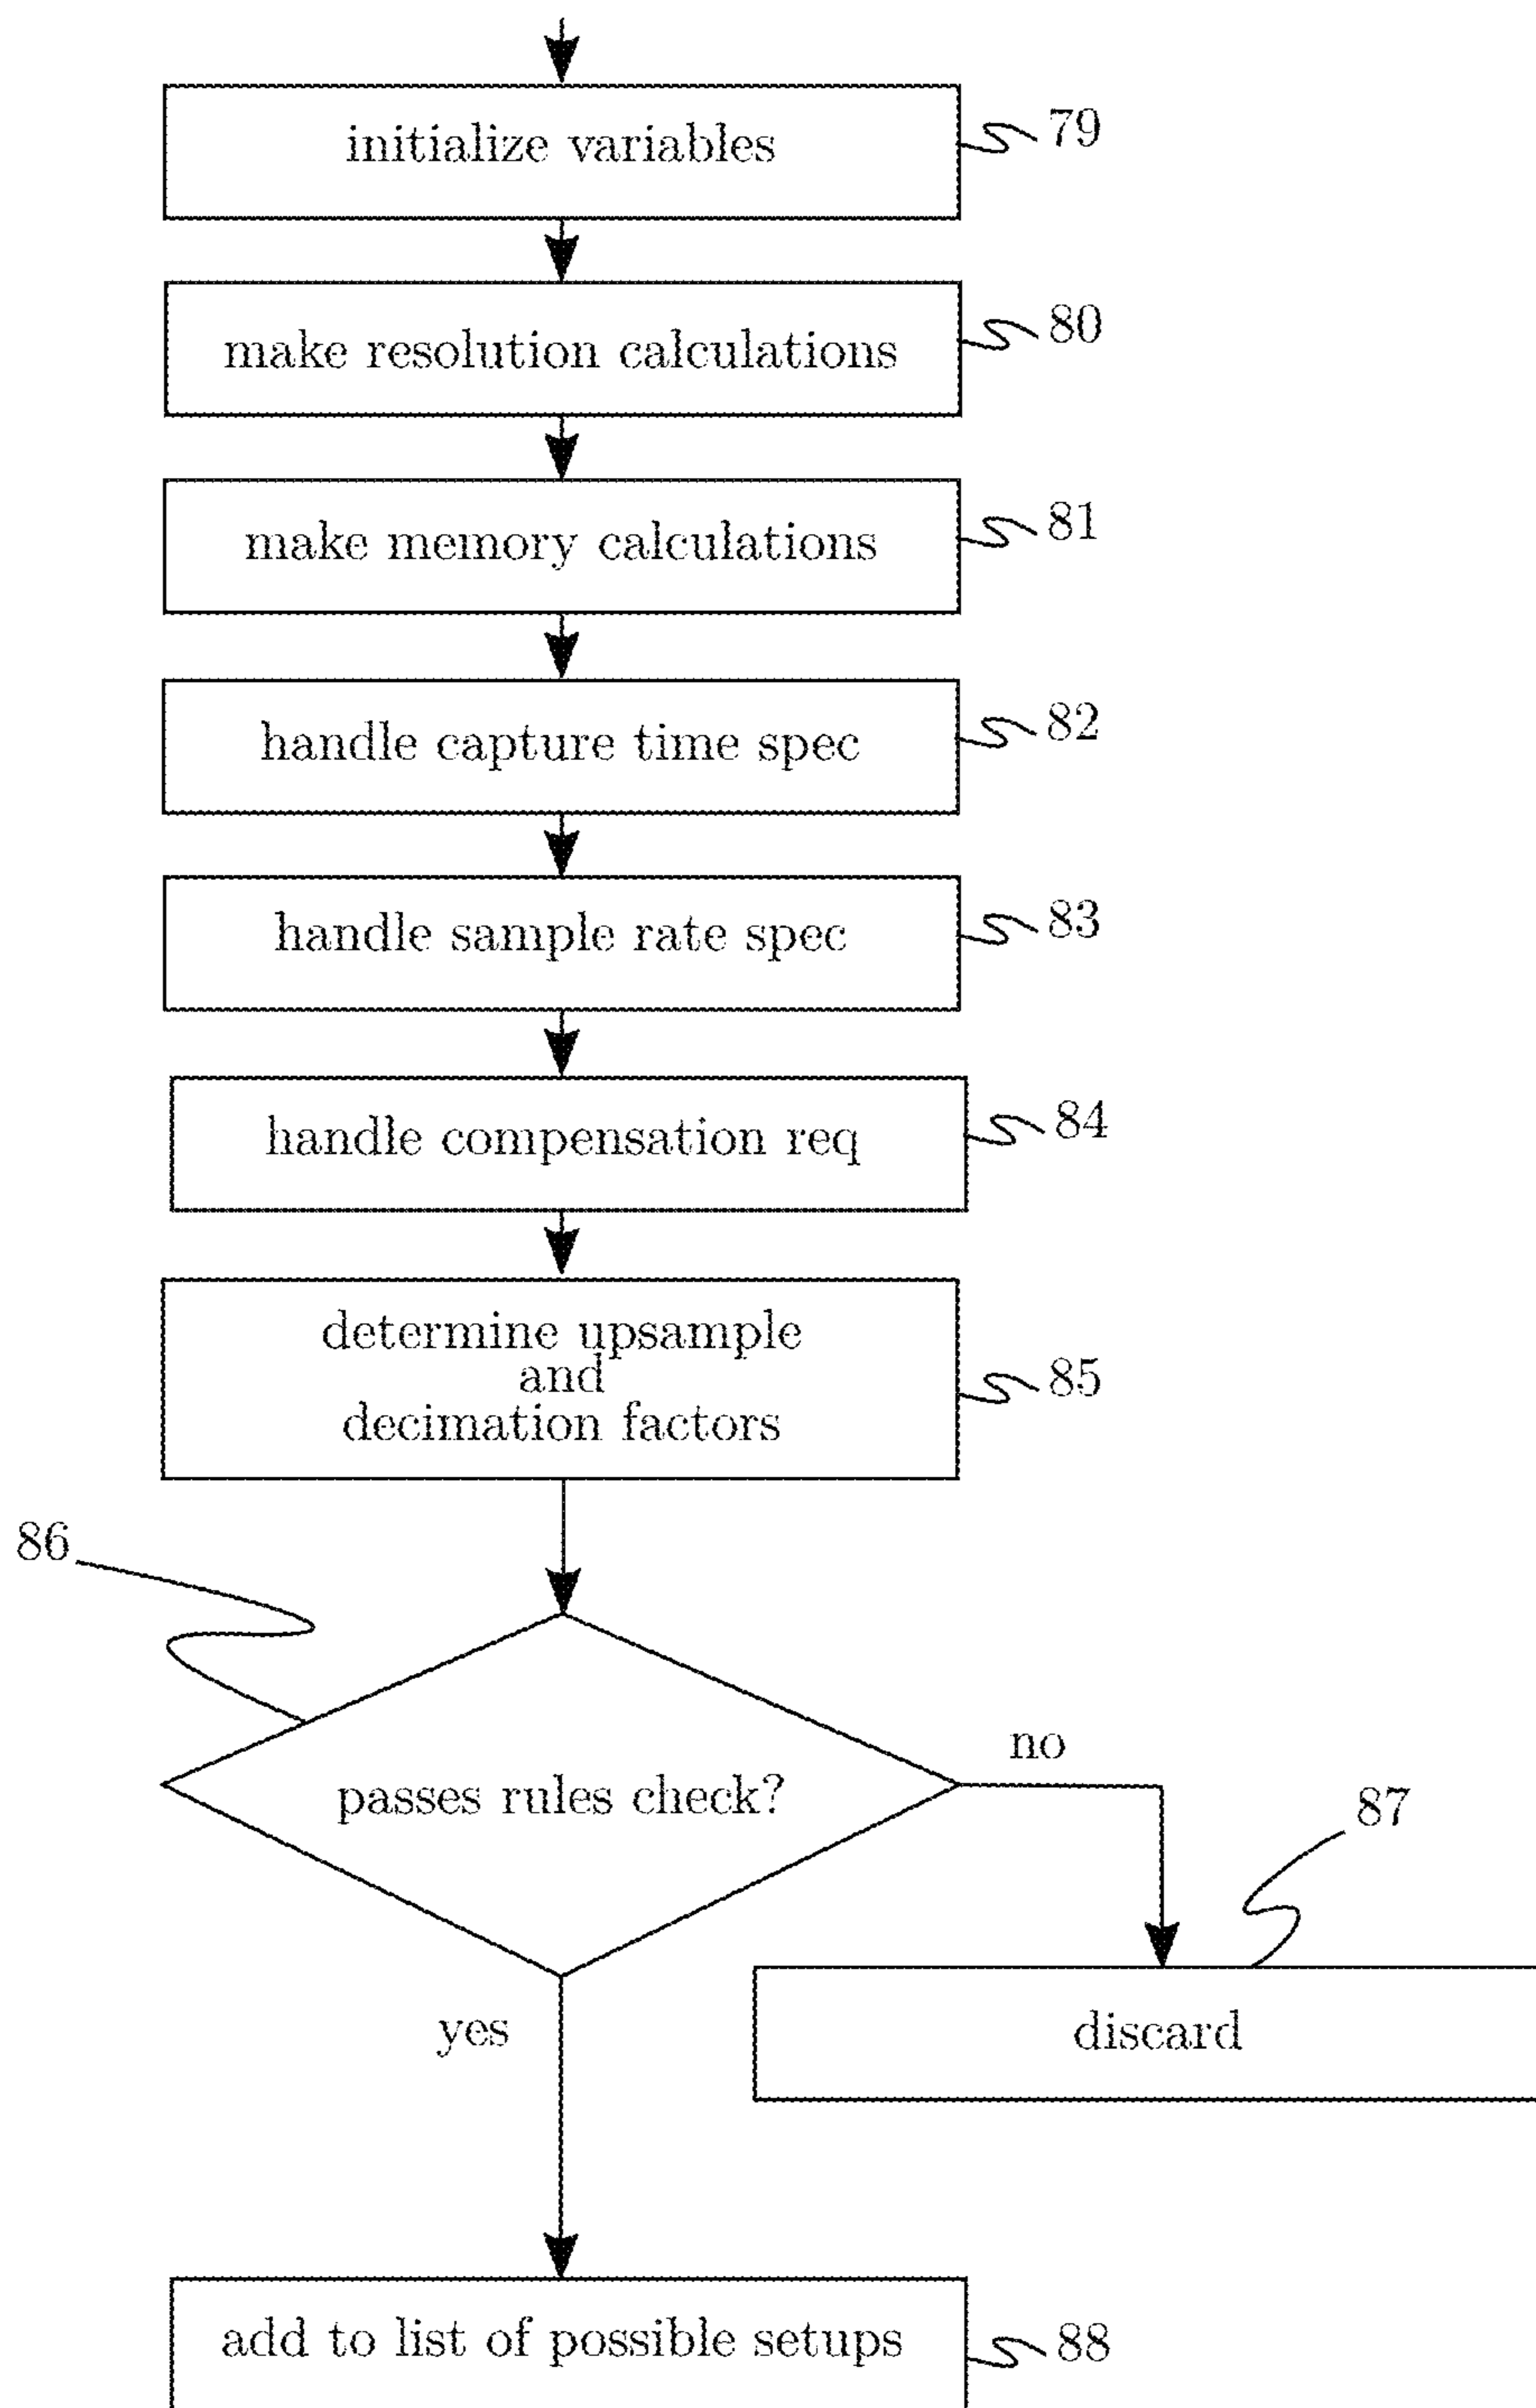 initialize variables
79
make resolution calculations
80
make memory calculations
81
handle capture time spec
82
handle sample rate spec
83
handle compensation req
84
determine upsample
and
decimation factors
85
86
passes rules check?
no
87
yes
discard
add to list of possible setups
88